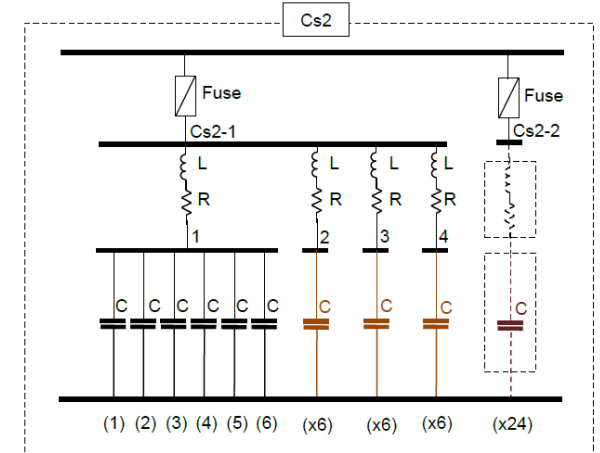 Cs2
Fuse Fuse
Cs2-1 Cs2-2
L L L L
R R R R
1 2 3 4
C C C C C C C C C C
(1) (2) (3) (4) (5) (6) (x6) (x6) (x6) (x24)